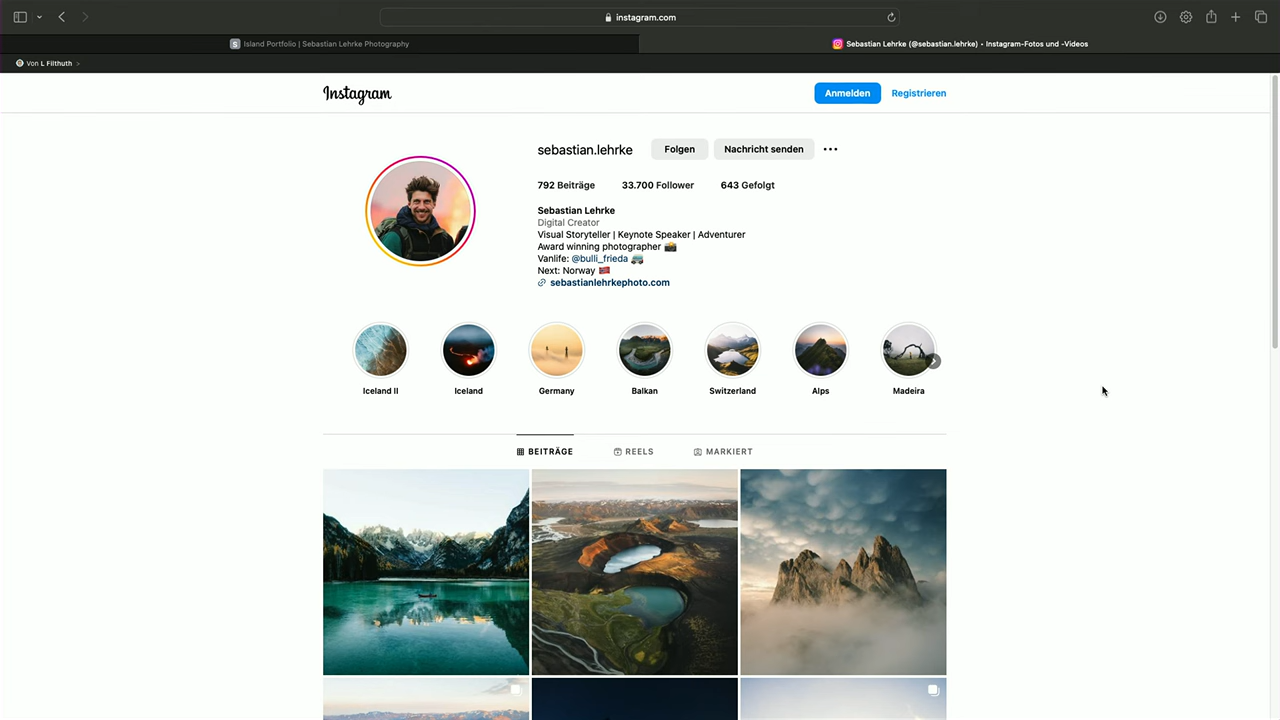 instagram.com
S Island Portfolio | Sebastian Lehrke Photography
Sebastian Lehrke (@sebastian.lehrke) • Instagram-Fotos und -Videos
Von L Filthuth >
Instagram
Anmelden
Registrieren
sebastian.lehrke
Folgen
Nachricht senden
792 Beiträge
33.700 Follower
643 Gefolgt
Sebastian Lehrke
Digital Creator
Visual Storyteller | Keynote Speaker | Adventurer
Award winning photographer 📸
Vanlife: @bulli_frieda 🚐
Next: Norway 🇳🇴
sebastianlehrkephoto.com
Iceland II
Iceland
Germany
Balkan
Switzerland
Alps
Madeira
BEITRÄGE
REELS
MARKIERT